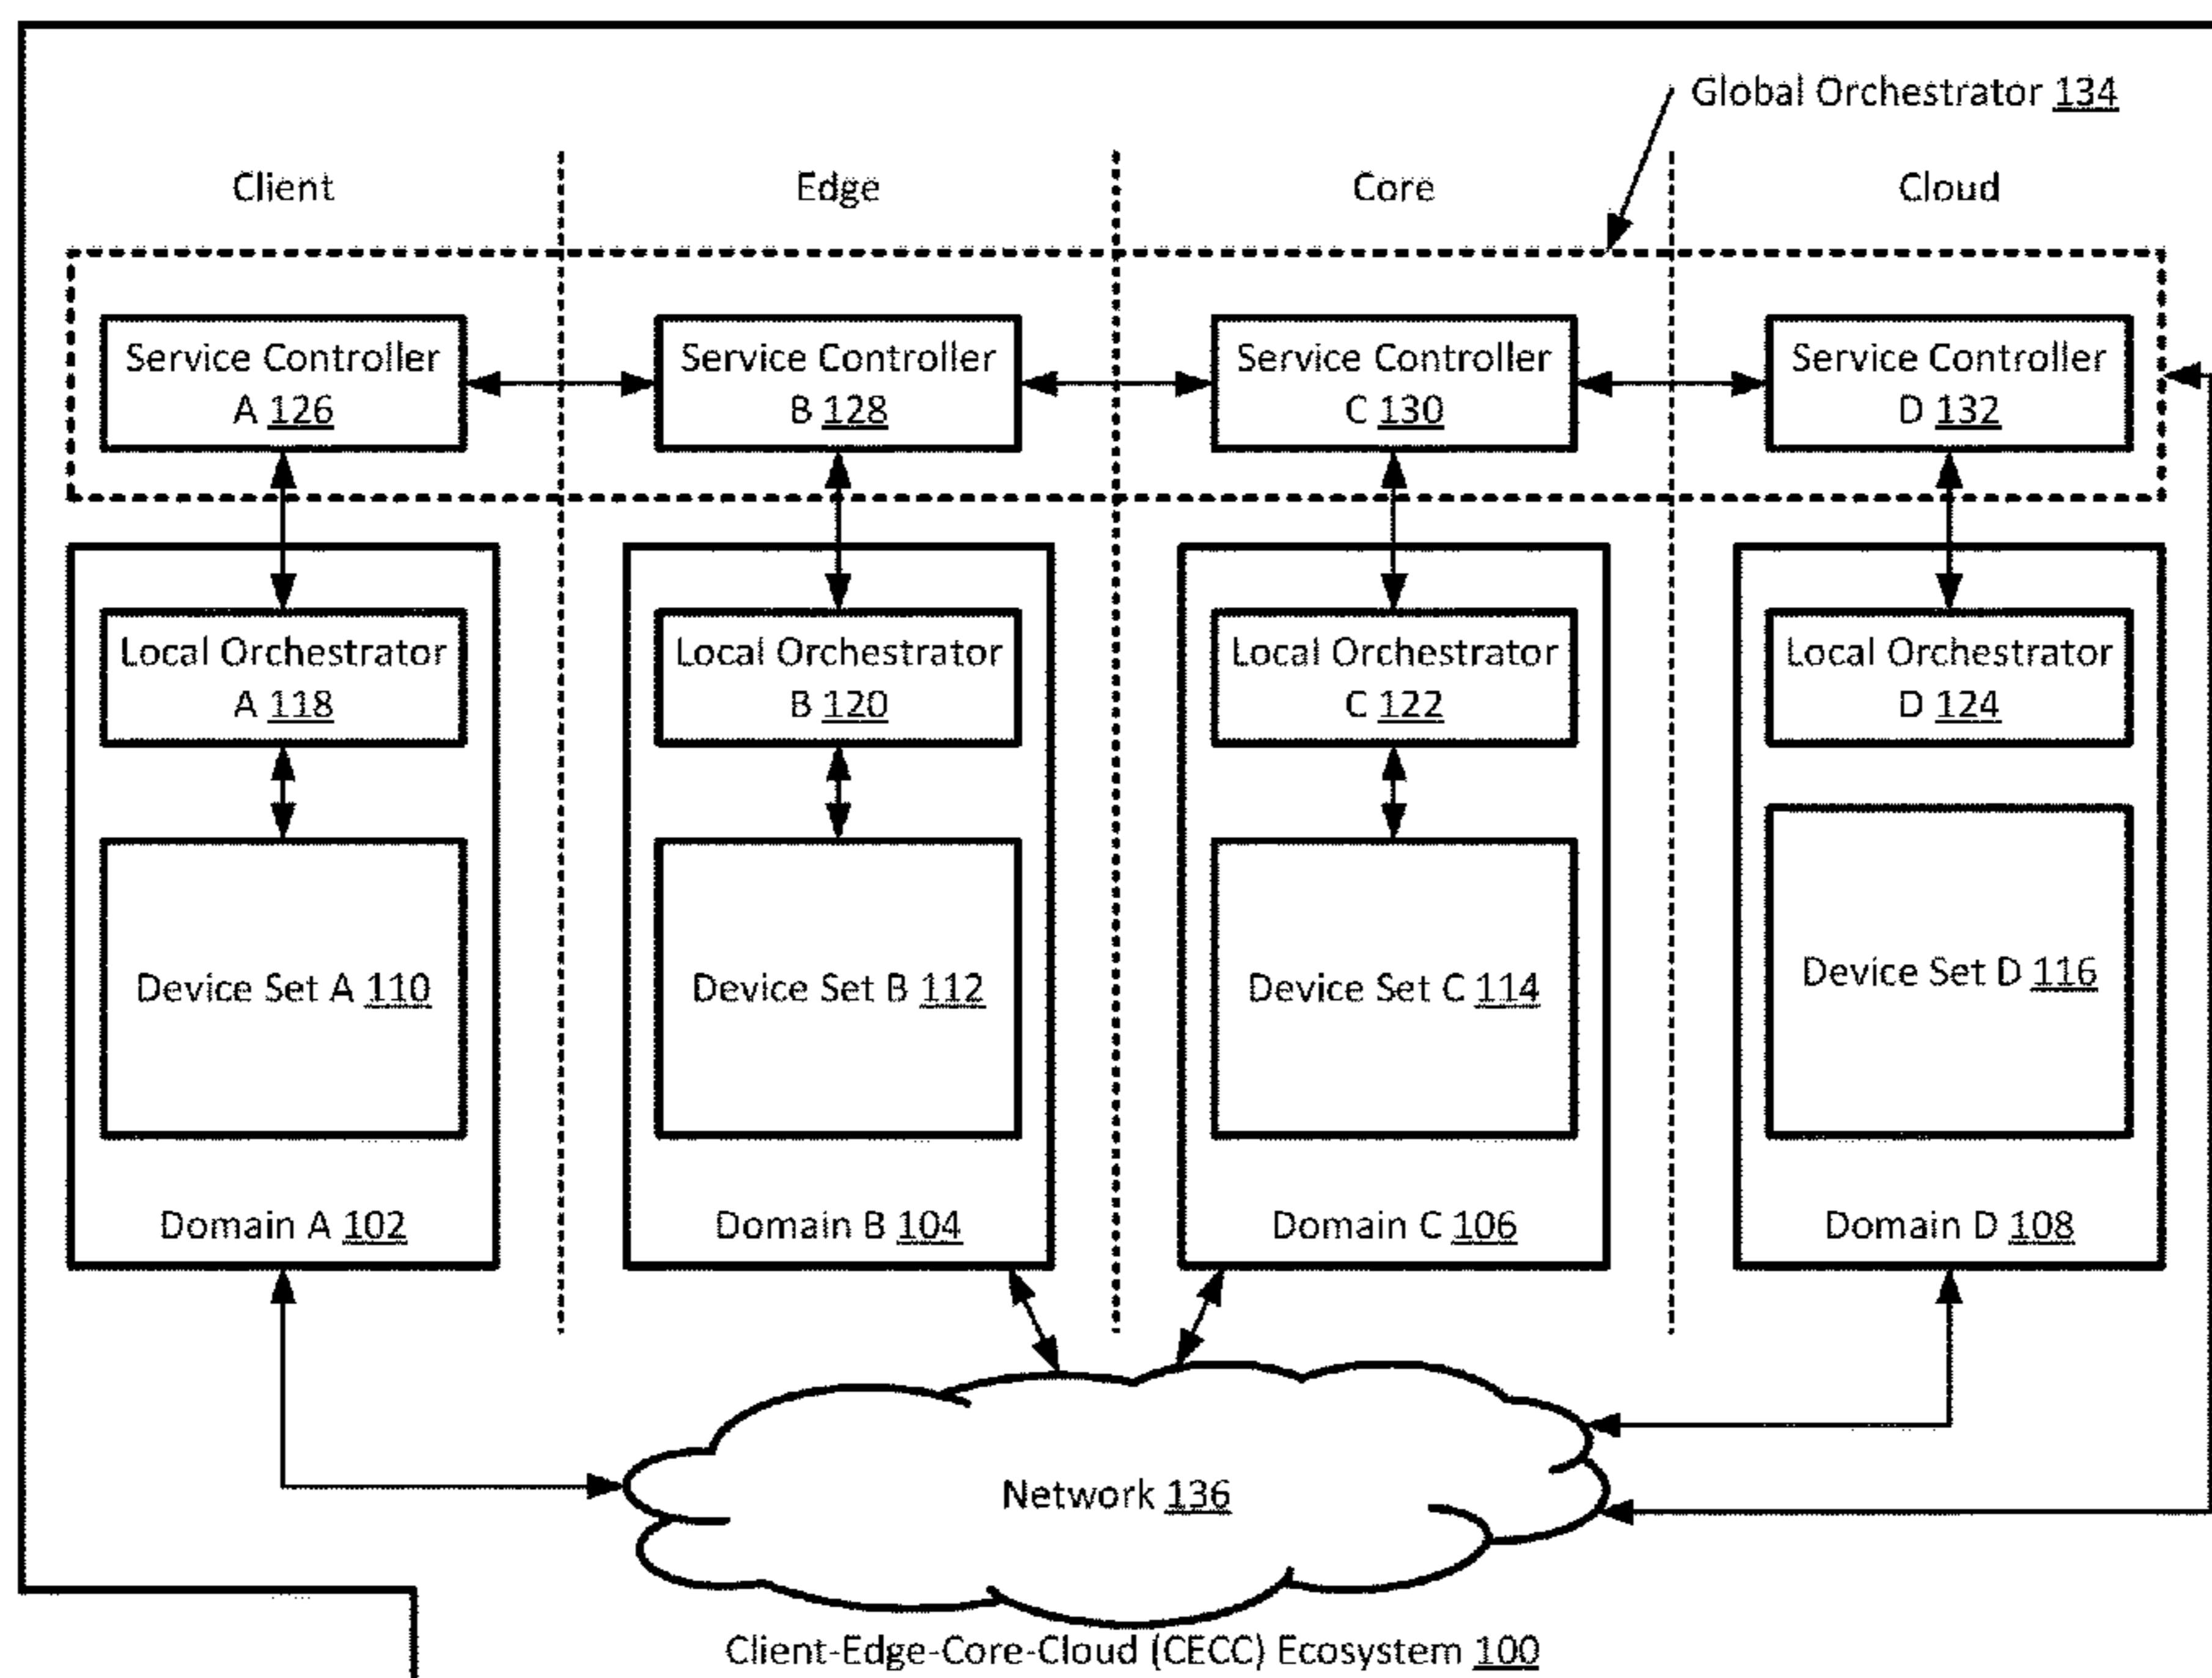 Global Orchestrator 134
Client
Edge
Core
Cloud
Service Controller
A 126
Service Controller
B 128
Service Controller
C 130
Service Controller
D 132
Local Orchestrator
A 118
Local Orchestrator
B 120
Local Orchestrator
C 122
Local Orchestrator
D 124
Device Set A 110
Device Set B 112
Device Set C 114
Device Set D 116
Domain A 102
Domain B 104
Domain C 106
Domain D 108
Network 136
Client-Edge-Core-Cloud (CECC) Ecosystem 100